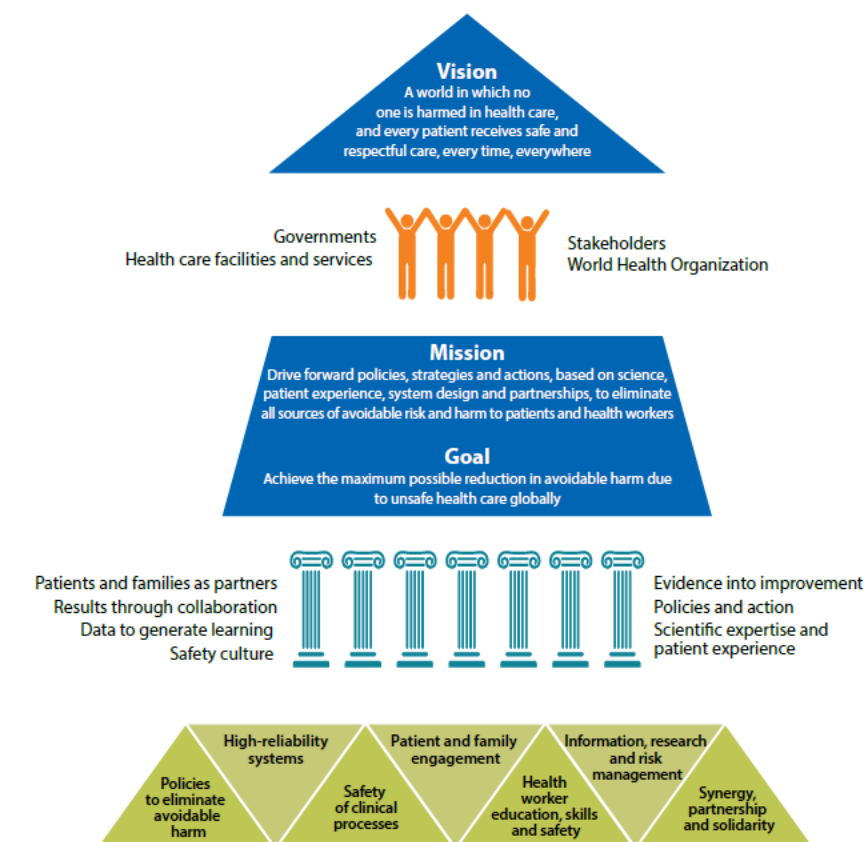 Vision
A world in which no
one is harmed in health care,
and every patient receives safe and
respectful care, every time, everywhere
Governments
Health care facilities and services
Stakeholders
World Health Organization
Mission
Drive forward policies, strategies and actions, based on science,
patient experience, system design and partnerships, to eliminate
all sources of avoidable risk and harm to patients and health workers
Goal
Achieve the maximum possible reduction in avoidable harm due
to unsafe health care globally
Patients and families as partners
Results through collaboration
Data to generate learning
Safety culture
Evidence into improvement
Policies and action
Scientific expertise and
patient experience
Policies
to eliminate
avoidable
harm
High-reliability
systems
Safety
of clinical
processes
Patient and family
engagement
Health
worker
education, skills
and safety
Information, research
and risk
management
Synergy,
partnership
and solidarity